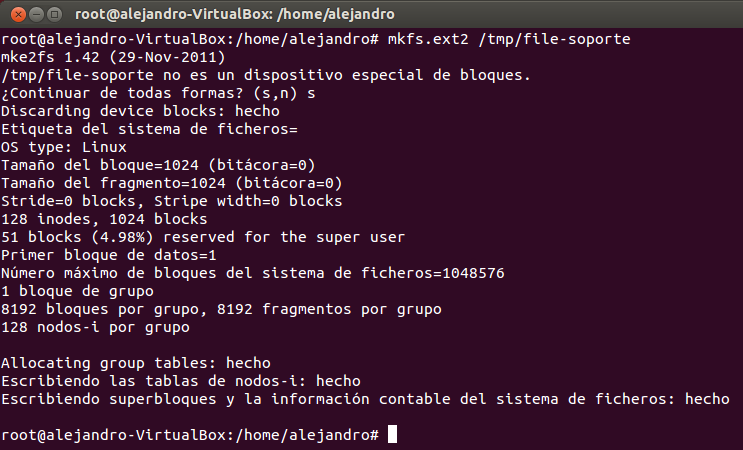 root@alejandro-VirtualBox: /home/alejandro
root@alejandro-VirtualBox:/home/alejandro# mkfs.ext2 /tmp/file-soporte
mke2fs 1.42 (29-Nov-2011)
/tmp/file-soporte no es un dispositivo especial de bloques.
¿Continuar de todas formas? (s,n) s
Discarding device blocks: hecho
Etiqueta del sistema de ficheros=
OS type: Linux
Tamaño del bloque=1024 (bitácora=0)
Tamaño del fragmento=1024 (bitácora=0)
Stride=0 blocks, Stripe width=0 blocks
128 inodes, 1024 blocks
51 blocks (4.98%) reserved for the super user
Primer bloque de datos=1
Número máximo de bloques del sistema de ficheros=1048576
1 bloque de grupo
8192 bloques por grupo, 8192 fragmentos por grupo
128 nodos-i por grupo
Allocating group tables: hecho
Escribiendo las tablas de nodos-i: hecho
Escribiendo superbloques y la información contable del sistema de ficheros: hecho
root@alejandro-VirtualBox:/home/alejandro#